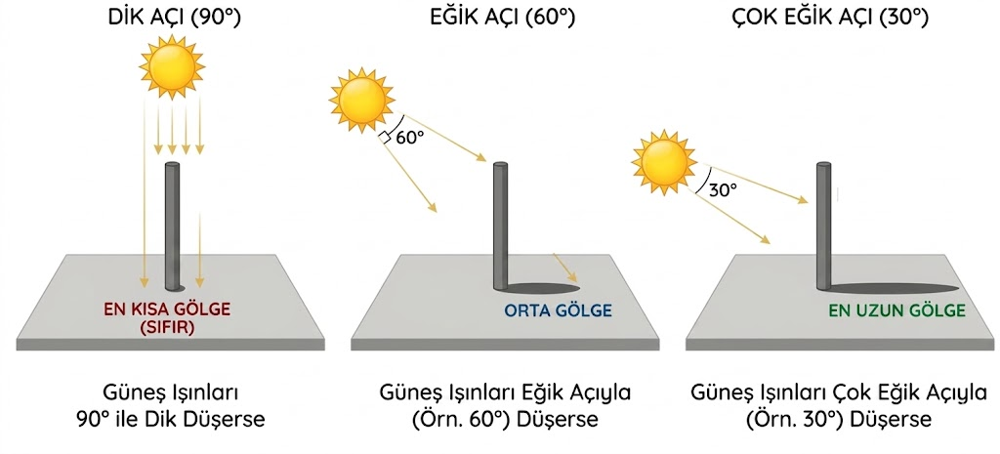 DİK AÇI (90°)
EĞİK AÇI (60°)
ÇOK EĞİK AÇI (30°)
60°
30°
EN KISA GÖLGE
(SIFIR)
ORTA GÖLGE
EN UZUN GÖLGE
Güneş Işınları
90° ile Dik Düşerse
Güneş Işınları Eğik Açıyla
(Örn. 60°) Düşerse
Güneş Işınları Çok Eğik Açıyla
(Örn. 30°) Düşerse